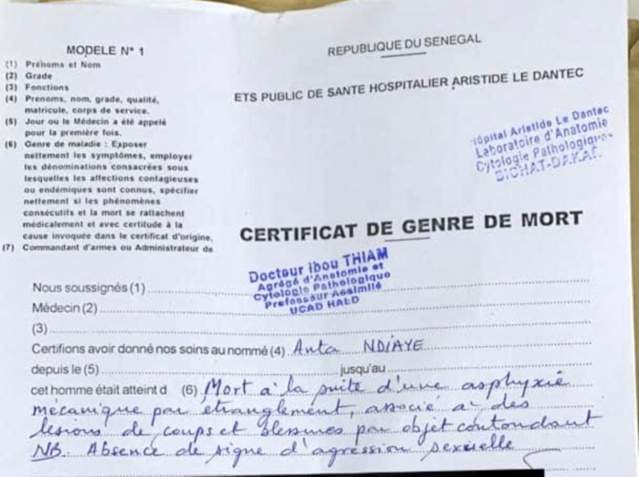 MODELE N° 1
(1) Prénoms et Nom
(2) Grade
(3) Fonctions
(4) Prenoms, nom, grade, qualité,
matricule, corps de service.
(5) Jour ou le Médecin a été appelé
pour la première fois.
(6) Genre de maladie : Exposer
nettement les symptômes, employer
les dénominations consacrées sous
lesquelles les affections contagieuses
ou endémiques sont connus, spécifier
nettement si les phénomènes
consécutifs et la mort se rattachent
médicalement et avec certitude à la
cause invoquée dans le certificat d'origine.
(7) Commandant d'armes ou Administrateur de
REPUBLIQUE DU SENEGAL
ETS PUBLIC DE SANTE HOSPITALIER ARISTIDE LE DANTEC
Hôpital Aristide Le Dantec
Laboratoire d'Anatomie
Cytologie Pathologique
BICHAT-DAKAR
CERTIFICAT DE GENRE DE MORT
Docteur Ibou THIAM
Agrégé d'Anatomie et
Cytologie Pathologique
Professeur Assimilé
UCAD HALD
Nous soussignés (1)
Médecin (2)
(3)
Certifions avoir donné nos soins au nommé (4) Anta NDIAYE
depuis le (5) jusqu'au
cet homme était atteint d (6) Mort à la suite d'une asphyxie
mécanique par étranglement, associé à des
lésions de coups et blessures par objet contondant
NB. Absence de signe d'agression sexuelle